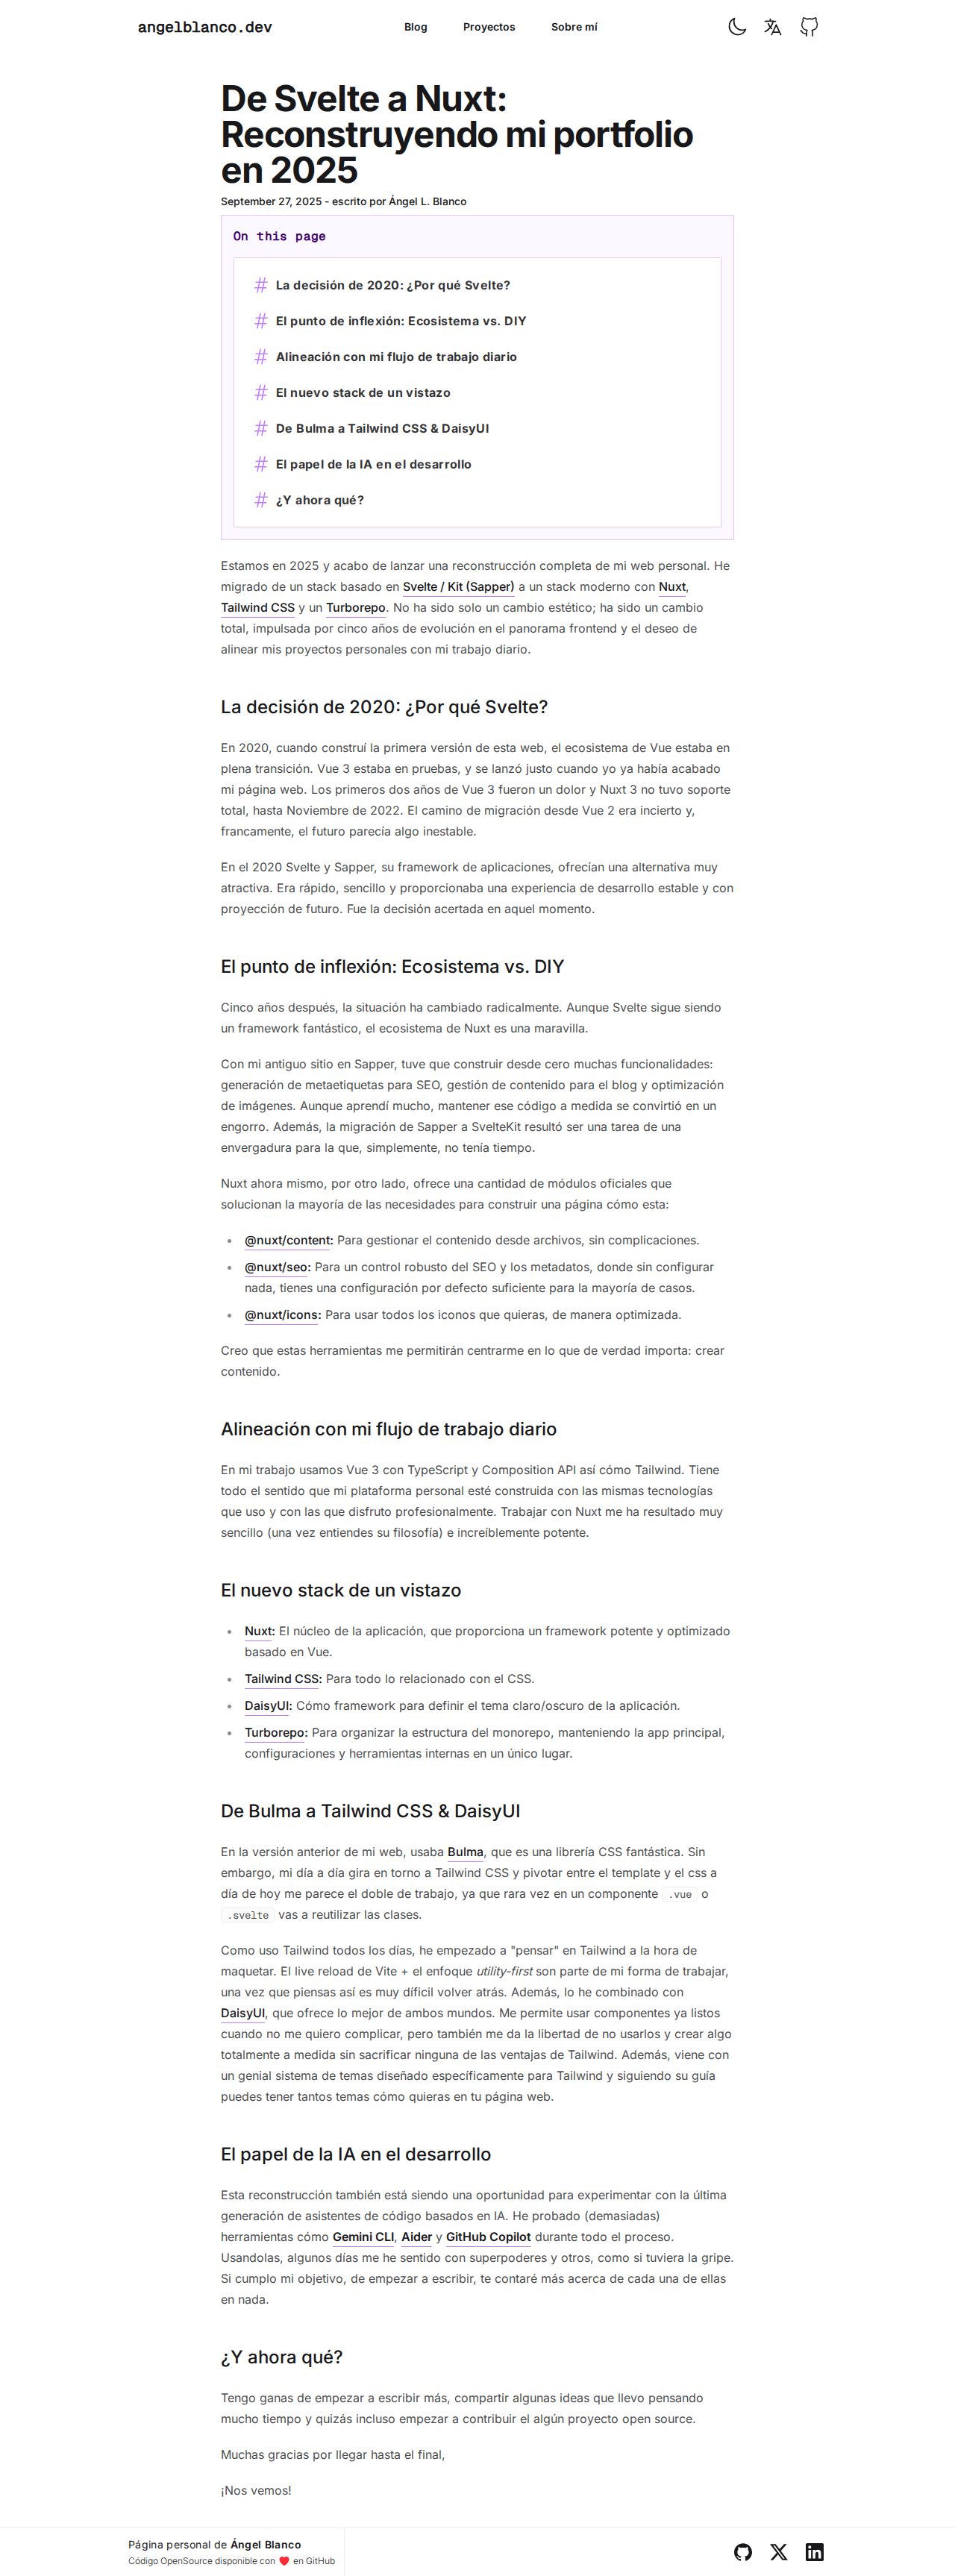 angelblanco.dev
Blog
Proyectos
Sobre mí
De Svelte a Nuxt:
Reconstruyendo mi portfolio
en 2025
September 27, 2025 - escrito por Ángel L. Blanco
On this page
# La decisión de 2020: ¿Por qué Svelte?
# El punto de inflexión: Ecosistema vs. DIY
# Alineación con mi flujo de trabajo diario
# El nuevo stack de un vistazo
# De Bulma a Tailwind CSS & DaisyUI
# El papel de la IA en el desarrollo
# ¿Y ahora qué?
Estamos en 2025 y acabo de lanzar una reconstrucción completa de mi web personal. He
migrado de un stack basado en Svelte / Kit (Sapper) a un stack moderno con Nuxt,
Tailwind CSS y un Turborepo. No ha sido solo un cambio estético; ha sido un cambio
total, impulsada por cinco años de evolución en el panorama frontend y el deseo de
alinear mis proyectos personales con mi trabajo diario.
La decisión de 2020: ¿Por qué Svelte?
En 2020, cuando construí la primera versión de esta web, el ecosistema de Vue estaba en
plena transición. Vue 3 estaba en pruebas, y se lanzó justo cuando yo ya había acabado
mi página web. Los primeros dos años de Vue 3 fueron un dolor y Nuxt 3 no tuvo soporte
total, hasta Noviembre de 2022. El camino de migración desde Vue 2 era incierto y,
francamente, el futuro parecía algo inestable.
En el 2020 Svelte y Sapper, su framework de aplicaciones, ofrecían una alternativa muy
atractiva. Era rápido, sencillo y proporcionaba una experiencia de desarrollo estable y con
proyección de futuro. Fue la decisión acertada en aquel momento.
El punto de inflexión: Ecosistema vs. DIY
Cinco años después, la situación ha cambiado radicalmente. Aunque Svelte sigue siendo
un framework fantástico, el ecosistema de Nuxt es una maravilla.
Con mi antiguo sitio en Sapper, tuve que construir desde cero muchas funcionalidades:
generación de metaetiquetas para SEO, gestión de contenido para el blog y optimización
de imágenes. Aunque aprendí mucho, mantener ese código a medida se convirtió en un
engorro. Además, la migración de Sapper a SvelteKit resultó ser una tarea de una
envergadura para la que, simplemente, no tenía tiempo.
Nuxt ahora mismo, por otro lado, ofrece una cantidad de módulos oficiales que
solucionan la mayoría de las necesidades para construir una página cómo esta:
• @nuxt/content: Para gestionar el contenido desde archivos, sin complicaciones.
• @nuxt/seo: Para un control robusto del SEO y los metadatos, donde sin configurar
nada, tienes una configuración por defecto suficiente para la mayoría de casos.
• @nuxt/icons: Para usar todos los iconos que quieras, de manera optimizada.
Creo que estas herramientas me permitirán centrarme en lo que de verdad importa: crear
contenido.
Alineación con mi flujo de trabajo diario
En mi trabajo usamos Vue 3 con TypeScript y Composition API así cómo Tailwind. Tiene
todo el sentido que mi plataforma personal esté construida con las mismas tecnologías
que uso y con las que disfruto profesionalmente. Trabajar con Nuxt me ha resultado muy
sencillo (una vez entiendes su filosofía) e increíblemente potente.
El nuevo stack de un vistazo
• Nuxt: El núcleo de la aplicación, que proporciona un framework potente y optimizado
basado en Vue.
• Tailwind CSS: Para todo lo relacionado con el CSS.
• DaisyUI: Cómo framework para definir el tema claro/oscuro de la aplicación.
• Turborepo: Para organizar la estructura del monorepo, manteniendo la app principal,
configuraciones y herramientas internas en un único lugar.
De Bulma a Tailwind CSS & DaisyUI
En la versión anterior de mi web, usaba Bulma, que es una librería CSS fantástica. Sin
embargo, mi día a día gira en torno a Tailwind CSS y pivotar entre el template y el css a
día de hoy me parece el doble de trabajo, ya que rara vez en un componente .vue o
.svelte vas a reutilizar las clases.
Como uso Tailwind todos los días, he empezado a "pensar" en Tailwind a la hora de
maquetar. El live reload de Vite + el enfoque utility-first son parte de mi forma de trabajar,
una vez que piensas así es muy díficil volver atrás. Además, lo he combinado con
DaisyUI, que ofrece lo mejor de ambos mundos. Me permite usar componentes ya listos
cuando no me quiero complicar, pero también me da la libertad de no usarlos y crear algo
totalmente a medida sin sacrificar ninguna de las ventajas de Tailwind. Además, viene con
un genial sistema de temas diseñado específicamente para Tailwind y siguiendo su guía
puedes tener tantos temas cómo quieras en tu página web.
El papel de la IA en el desarrollo
Esta reconstrucción también está siendo una oportunidad para experimentar con la última
generación de asistentes de código basados en IA. He probado (demasiadas)
herramientas cómo Gemini CLI, Aider y GitHub Copilot durante todo el proceso.
Usandolas, algunos días me he sentido con superpoderes y otros, como si tuviera la gripe.
Si cumplo mi objetivo, de empezar a escribir, te contaré más acerca de cada una de ellas
en nada.
¿Y ahora qué?
Tengo ganas de empezar a escribir más, compartir algunas ideas que llevo pensando
mucho tiempo y quizás incluso empezar a contribuir el algún proyecto open source.
Muchas gracias por llegar hasta el final,
¡Nos vemos!
Página personal de Ángel Blanco
Código OpenSource disponible con ❤️ en GitHub